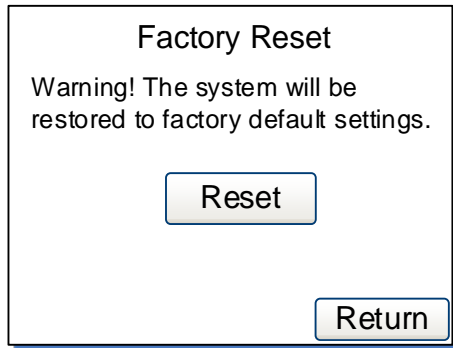 Factory Reset
Warning! The system will be
restored to factory default settings.
Reset
Return